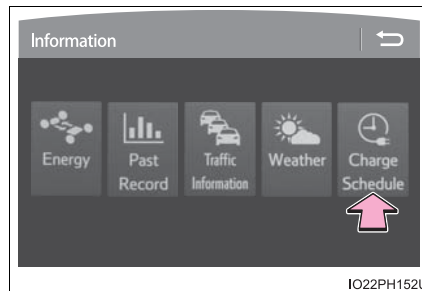 Information
Energy
Past
Record
Traffic
Information
Weather
Charge
Schedule
IO22PH152U